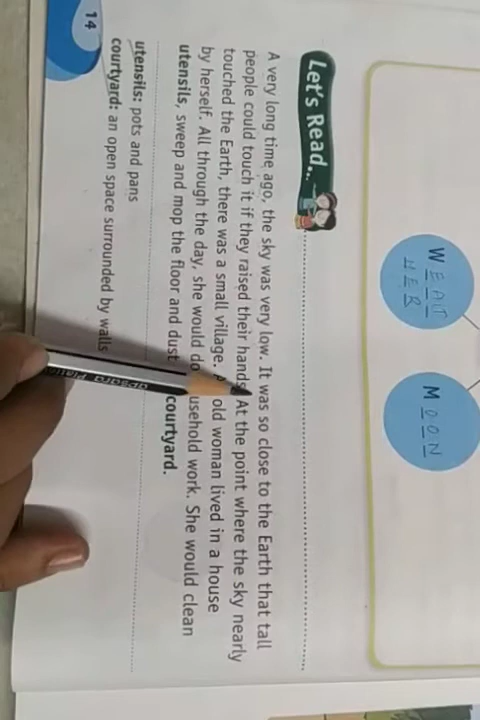 WEAT
HER
MOON
Let's Read...
A very long time ago, the sky was very low. It was so close to the Earth that tall
people could touch it if they raised their hands. At the point where the sky nearly
touched the Earth, there was a small village. old woman lived in a house
by herself. All through the day, she would do household work. She would clean
utensils, sweep and mop the floor and dust courtyard.
utensils: pots and pans
courtyard: an open space surrounded by walls
14
apsara Platinum